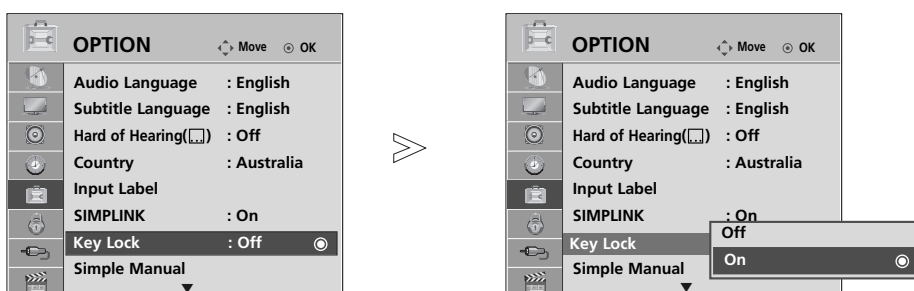 OPTION Move OK
Audio Language : English
Subtitle Language : English
Hard of Hearing( ) : Off
Country : Australia
Input Label
SIMPLINK : On
Key Lock : Off
Simple Manual
OPTION Move OK
Audio Language : English
Subtitle Language : English
Hard of Hearing( ) : Off
Country : Australia
Input Label
SIMPLINK : On
Key Lock
Off
On
Simple Manual